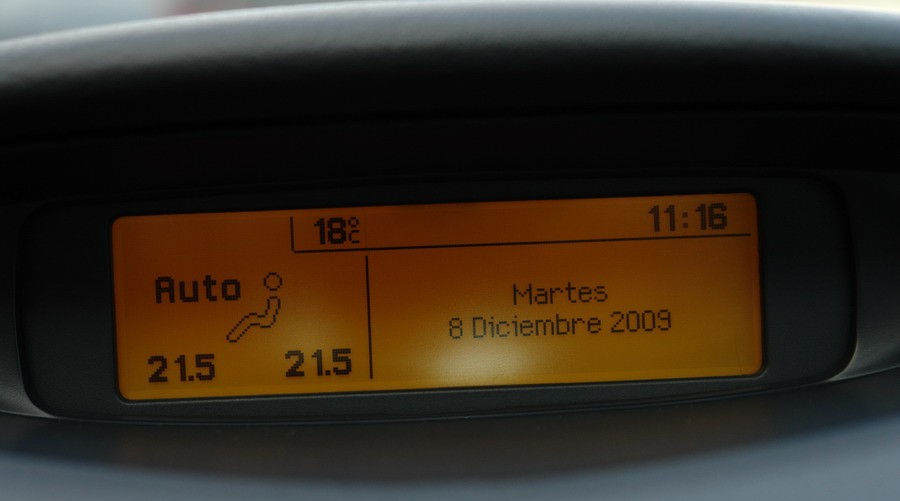 18°C 11:16
Auto
21.5 21.5
Martes
8 Diciembre 2009